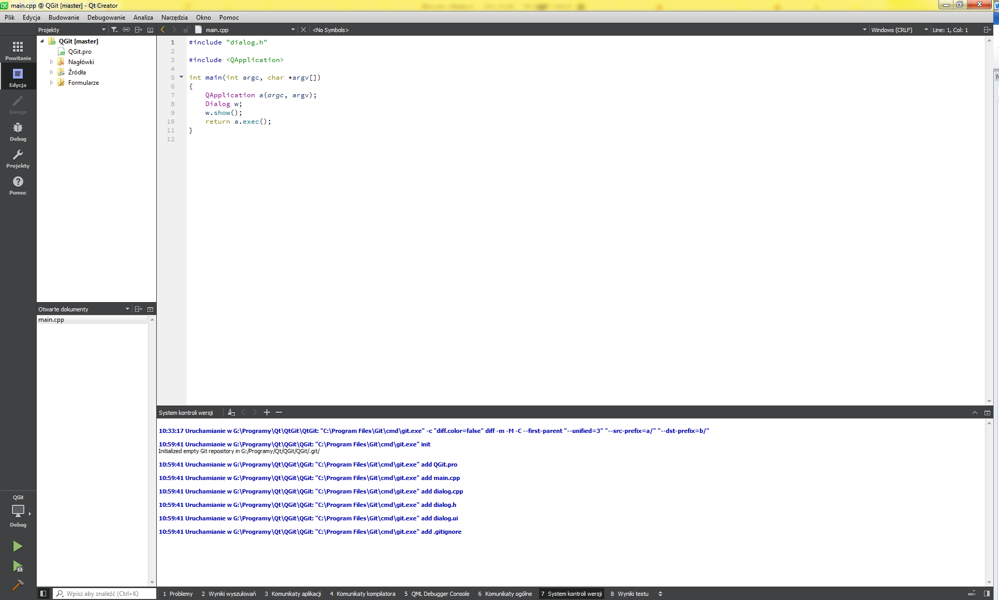 main.cpp @ QGit [master] - Qt Creator
Plik Edycja Budowanie Debugowanie Analiza Narzędzia Okno Pomoc
Projekty
main.cpp
<No Symbols>
Windows (CRLF)
Line: 1, Col: 1
Powitanie
Edycja
Design
Debug
Projekty
Pomoc
QGit [master]
QGit.pro
Nagłówki
Źródła
Formularze
1 #include "dialog.h"
2
3 #include <QApplication>
4
5 int main(int argc, char *argv[])
6 {
7 QApplication a(argc, argv);
8 Dialog w;
9 w.show();
10 return a.exec();
11 }
12
Otwarte dokumenty
main.cpp
System kontroli wersji
10:33:17 Uruchamianie w G:\Programy\Qt\QtGit\QtGit: "C:\Program Files\Git\cmd\git.exe" -c "diff.color=false" diff -m -M -C --first-parent "--unified=3" "--src-prefix=a/" "--dst-prefix=b/"
10:59:41 Uruchamianie w G:\Programy\Qt\QGit\QGit: "C:\Program Files\Git\cmd\git.exe" init
Initialized empty Git repository in G:/Programy/Qt/QGit/QGit/.git/
10:59:41 Uruchamianie w G:\Programy\Qt\QGit\QGit: "C:\Program Files\Git\cmd\git.exe" add QGit.pro
10:59:41 Uruchamianie w G:\Programy\Qt\QGit\QGit: "C:\Program Files\Git\cmd\git.exe" add main.cpp
10:59:41 Uruchamianie w G:\Programy\Qt\QGit\QGit: "C:\Program Files\Git\cmd\git.exe" add dialog.cpp
10:59:41 Uruchamianie w G:\Programy\Qt\QGit\QGit: "C:\Program Files\Git\cmd\git.exe" add dialog.h
10:59:41 Uruchamianie w G:\Programy\Qt\QGit\QGit: "C:\Program Files\Git\cmd\git.exe" add dialog.ui
10:59:41 Uruchamianie w G:\Programy\Qt\QGit\QGit: "C:\Program Files\Git\cmd\git.exe" add .gitignore
QGit
Debug
Wpisz aby znaleźć (Ctrl+K)
1 Problemy 2 Wyniki wyszukiwań 3 Komunikaty aplikacji 4 Komunikaty kompilatora 5 QML Debugger Console 6 Komunikaty ogólne 7 System kontroli wersji 8 Wyniki testu